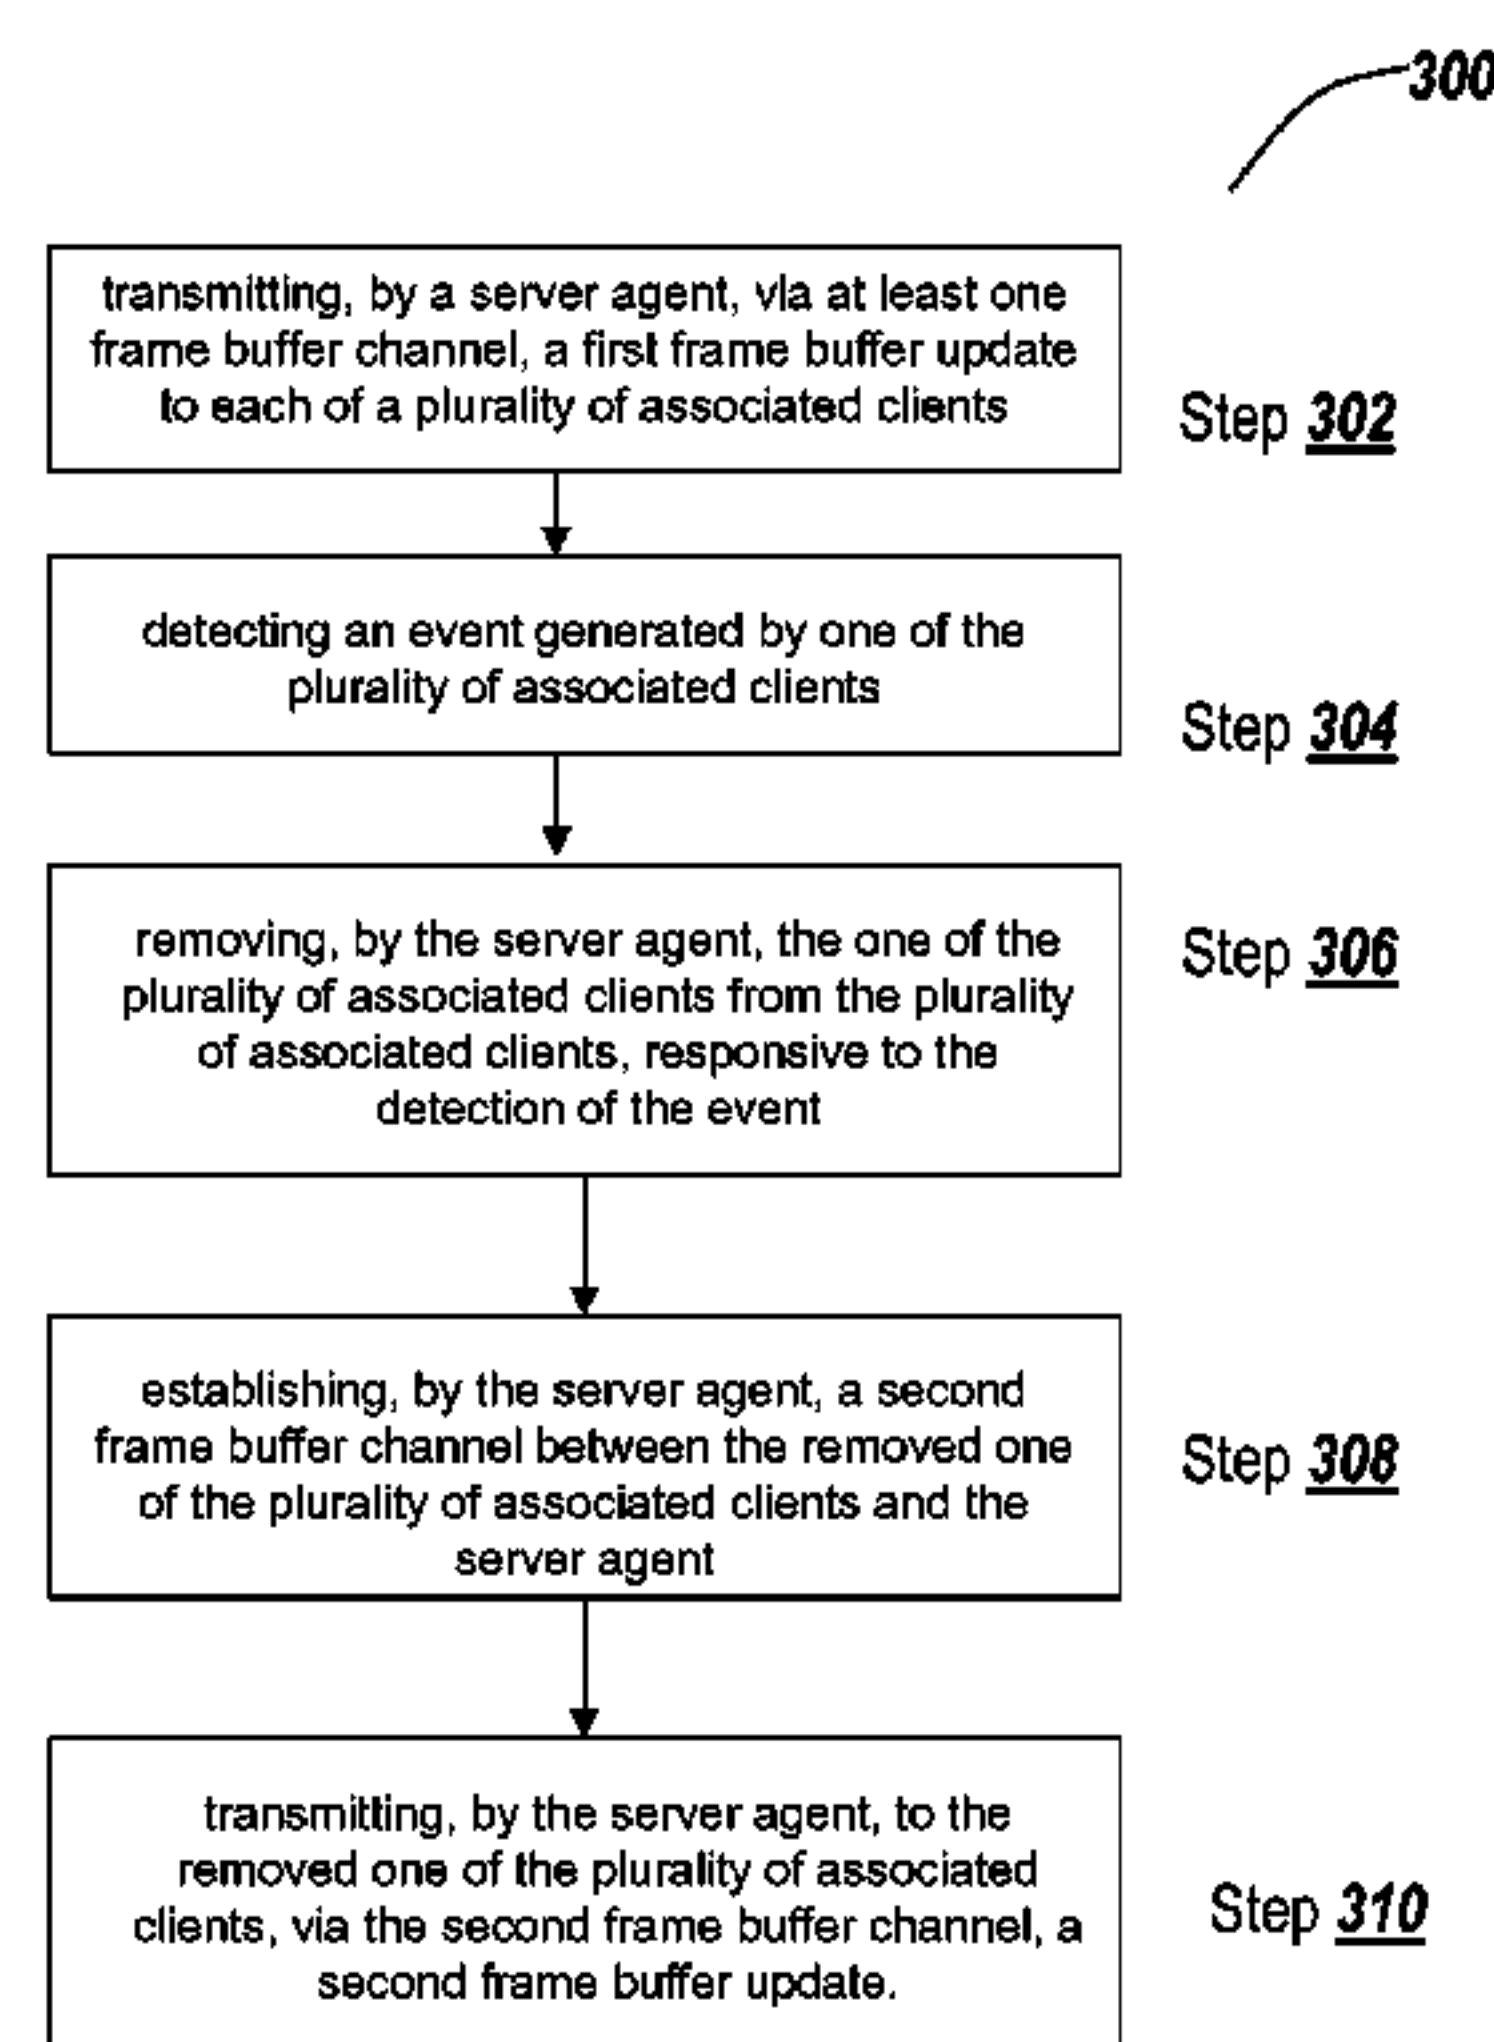 300
transmitting, by a server agent, via at least one
frame buffer channel, a first frame buffer update
to each of a plurality of associated clients
Step 302
detecting an event generated by one of the
plurality of associated clients
Step 304
removing, by the server agent, the one of the
plurality of associated clients from the plurality
of associated clients, responsive to the
detection of the event
Step 306
establishing, by the server agent, a second
frame buffer channel between the removed one
of the plurality of associated clients and the
server agent
Step 308
transmitting, by the server agent, to the
removed one of the plurality of associated
clients, via the second frame buffer channel, a
second frame buffer update.
Step 310